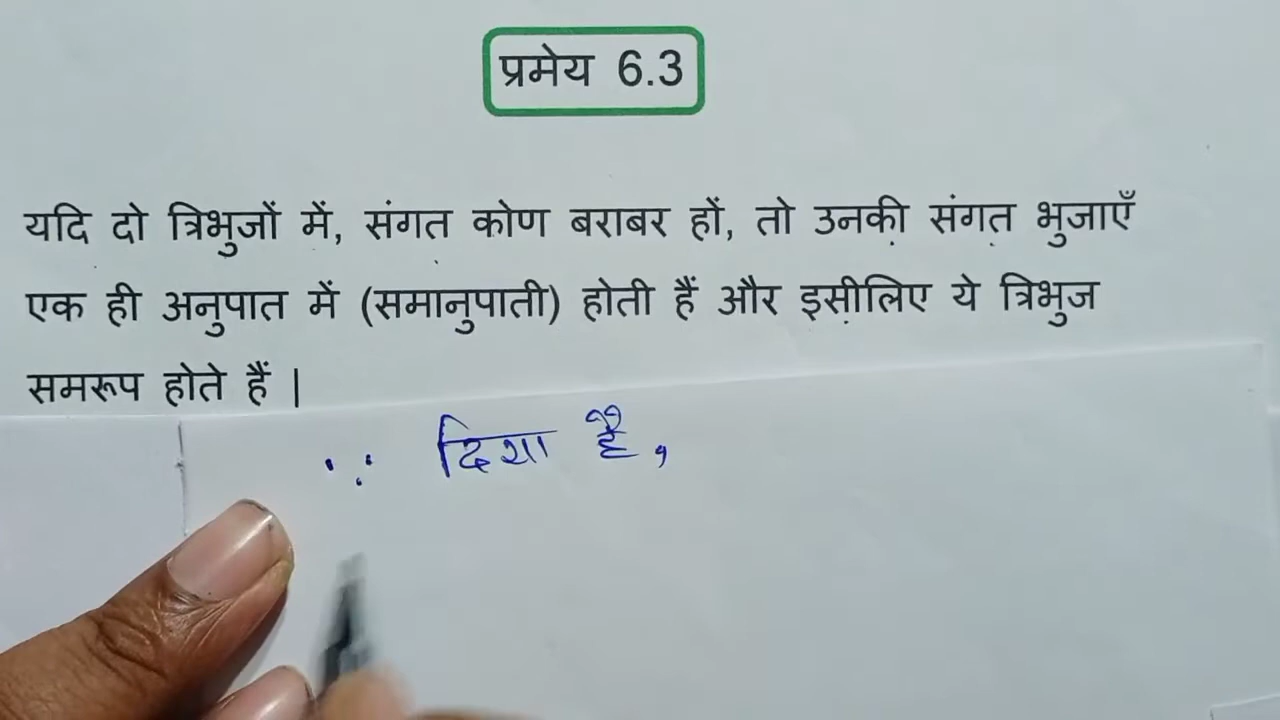 प्रमेय 6.3
यदि दो त्रिभुजों में, संगत कोण बराबर हों, तो उनकी संगत भुजाएँ
एक ही अनुपात में (समानुपाती) होती हैं और इसीलिए ये त्रिभुज
समरूप होते हैं |
∵ दिया है,